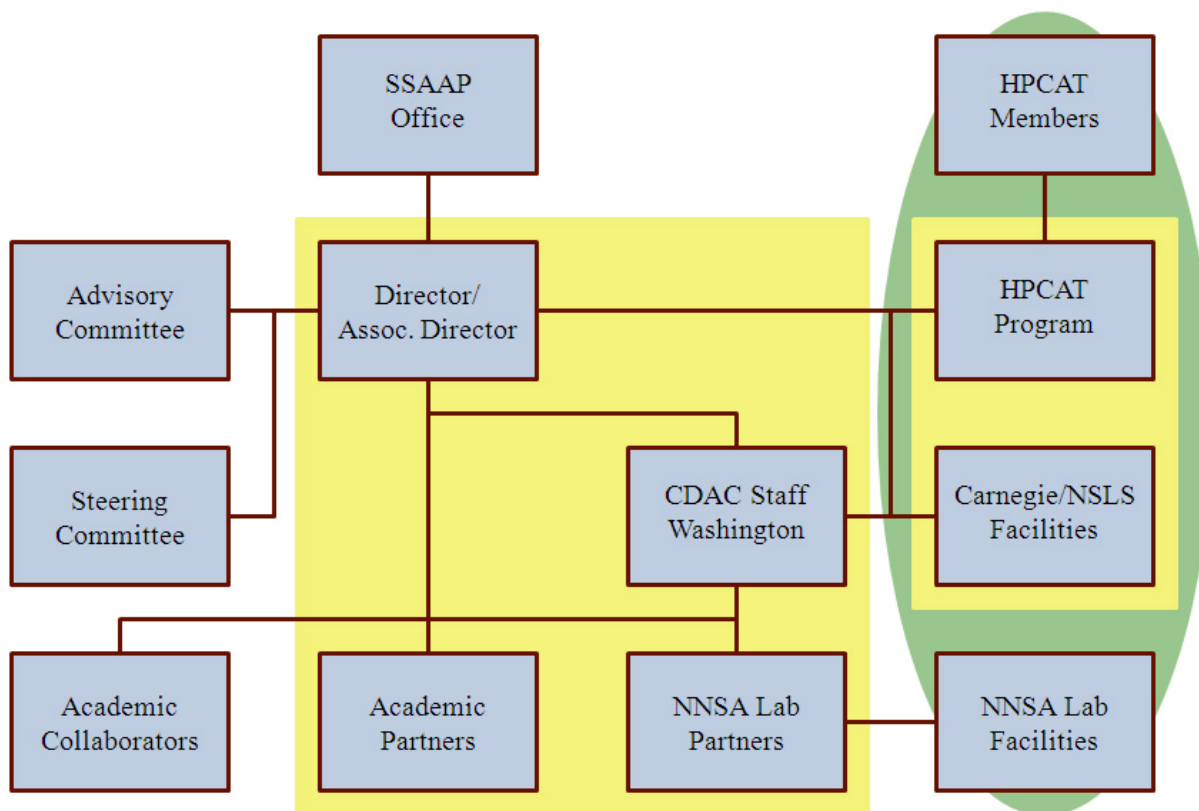 SSAAP
Office
HPCAT
Members
Advisory
Committee
Director/
Assoc. Director
HPCAT
Program
Steering
Committee
CDAC Staff
Washington
Carnegie/NSLS
Facilities
Academic
Collaborators
Academic
Partners
NNSA Lab
Partners
NNSA Lab
Facilities